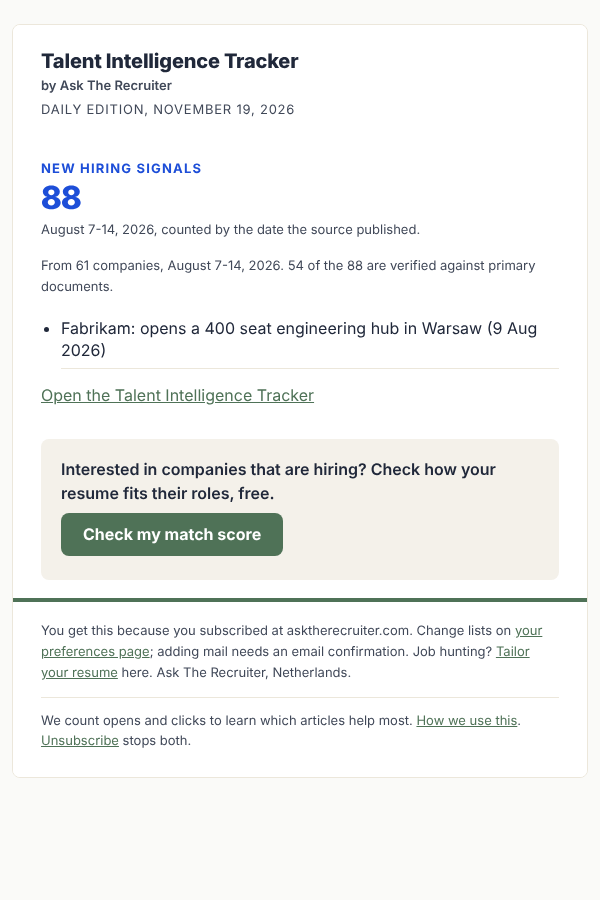 Talent Intelligence Tracker
by Ask The Recruiter
DAILY EDITION, NOVEMBER 19, 2026
NEW HIRING SIGNALS
88
August 7-14, 2026, counted by the date the source published.
From 61 companies, August 7-14, 2026. 54 of the 88 are verified against primary
documents.
• Fabrikam: opens a 400 seat engineering hub in Warsaw (9 Aug
2026)
Open the Talent Intelligence Tracker
Interested in companies that are hiring? Check how your
resume fits their roles, free.
Check my match score
You get this because you subscribed at asktherecruiter.com. Change lists on your
preferences page; adding mail needs an email confirmation. Job hunting? Tailor
your resume here. Ask The Recruiter, Netherlands.
We count opens and clicks to learn which articles help most. How we use this.
Unsubscribe stops both.